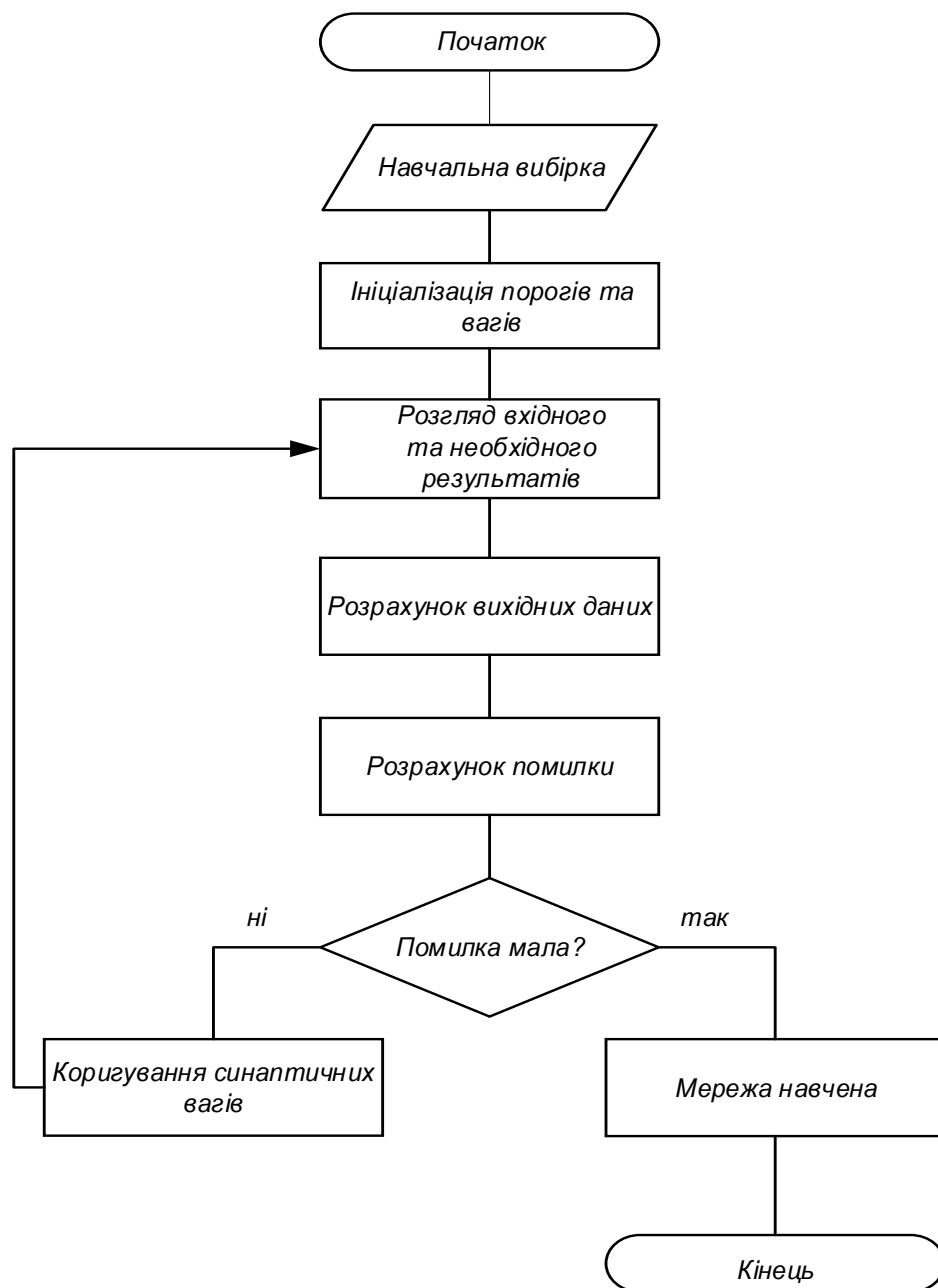 Початок
Навчальна вибірка
Ініціалізація порогів та
вагів
Розгляд вхідного
та необхідного
результатів
Розрахунок вихідних даних
Розрахунок помилки
ні
так
Помилка мала?
Коригування синаптичних
вагів
Мережа навчена
Кінець